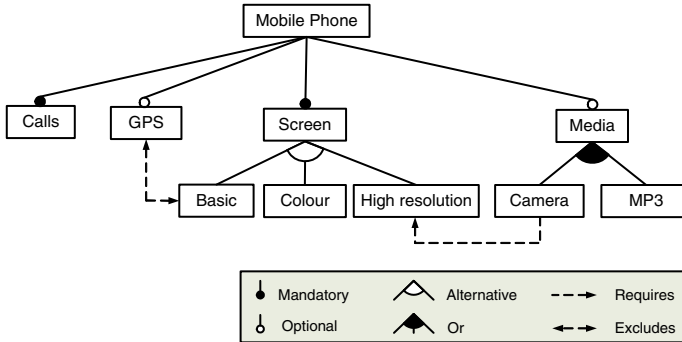 Mobile Phone
Calls
GPS
Screen
Media
Basic
Colour
High resolution
Camera
MP3
Mandatory
Alternative
Requires
Optional
Or
Excludes